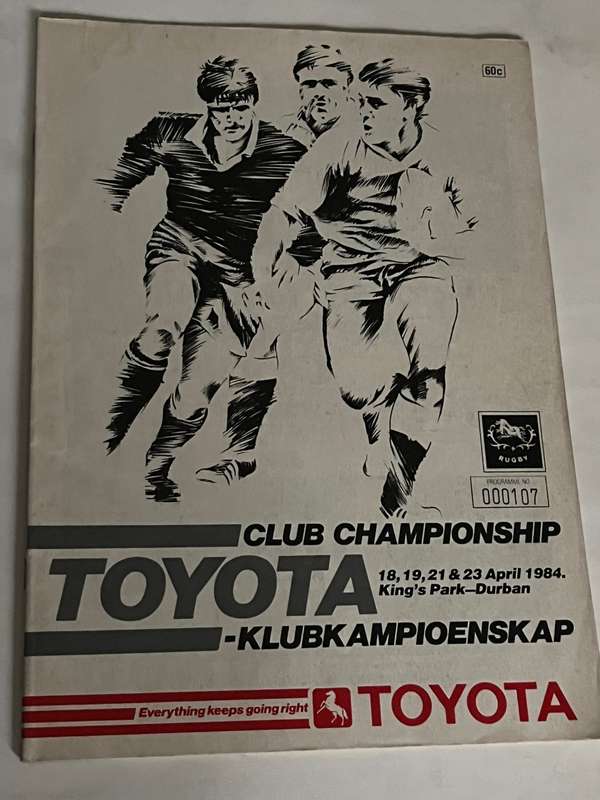 60c
RUGBY
PROGRAMME NO.
000107
CLUB CHAMPIONSHIP
TOYOTA
18, 19, 21 & 23 April 1984.
King's Park–Durban
-KLUBKAMPIOENSKAP
Everything keeps going right
TOYOTA